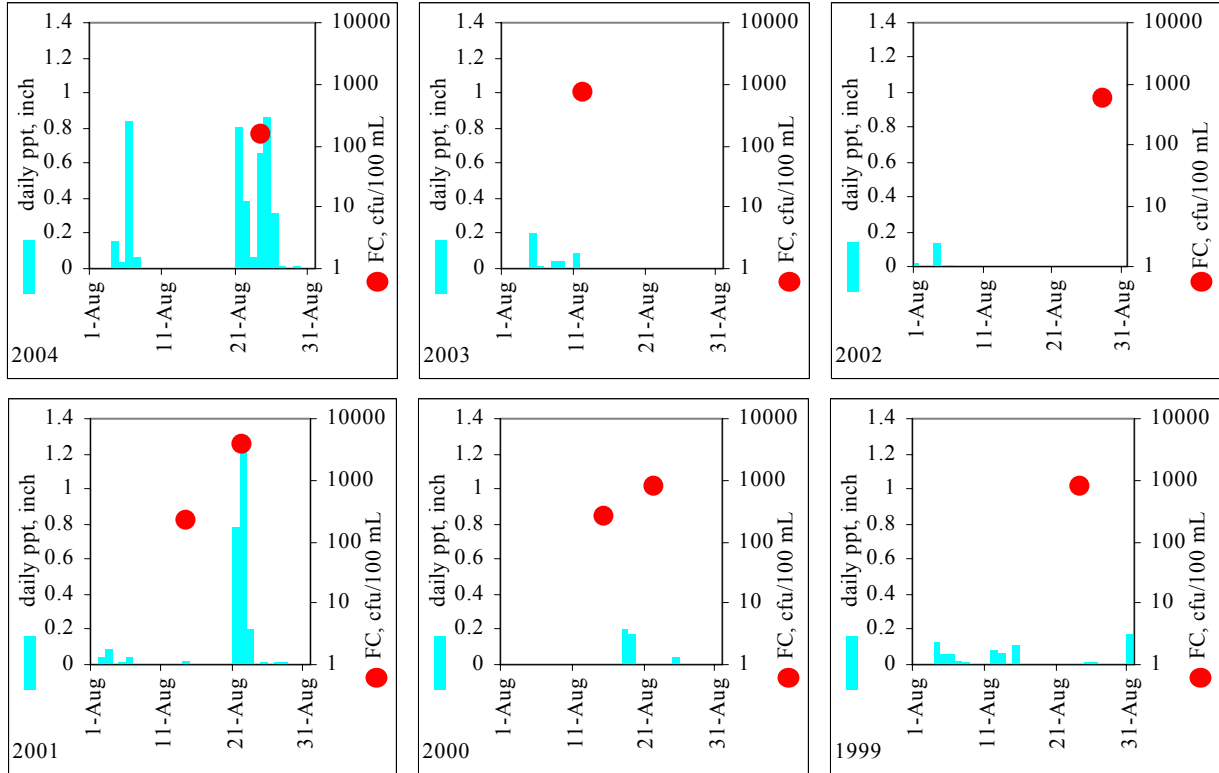 1.4
1.2
1
0.8
0.6
0.4
0.2
0
daily ppt, inch
10000
1000
100
10
1
FC, cfu/100 mL
1-Aug
11-Aug
21-Aug
31-Aug
2004
1.4
1.2
1
0.8
0.6
0.4
0.2
0
daily ppt, inch
10000
1000
100
10
1
FC, cfu/100 mL
1-Aug
11-Aug
21-Aug
31-Aug
2003
1.4
1.2
1
0.8
0.6
0.4
0.2
0
daily ppt, inch
10000
1000
100
10
1
FC, cfu/100 mL
1-Aug
11-Aug
21-Aug
31-Aug
2002
1.4
1.2
1
0.8
0.6
0.4
0.2
0
daily ppt, inch
10000
1000
100
10
1
FC, cfu/100 mL
1-Aug
11-Aug
21-Aug
31-Aug
2001
1.4
1.2
1
0.8
0.6
0.4
0.2
0
daily ppt, inch
10000
1000
100
10
1
FC, cfu/100 mL
1-Aug
11-Aug
21-Aug
31-Aug
2000
1.4
1.2
1
0.8
0.6
0.4
0.2
0
daily ppt, inch
10000
1000
100
10
1
FC, cfu/100 mL
1-Aug
11-Aug
21-Aug
31-Aug
1999